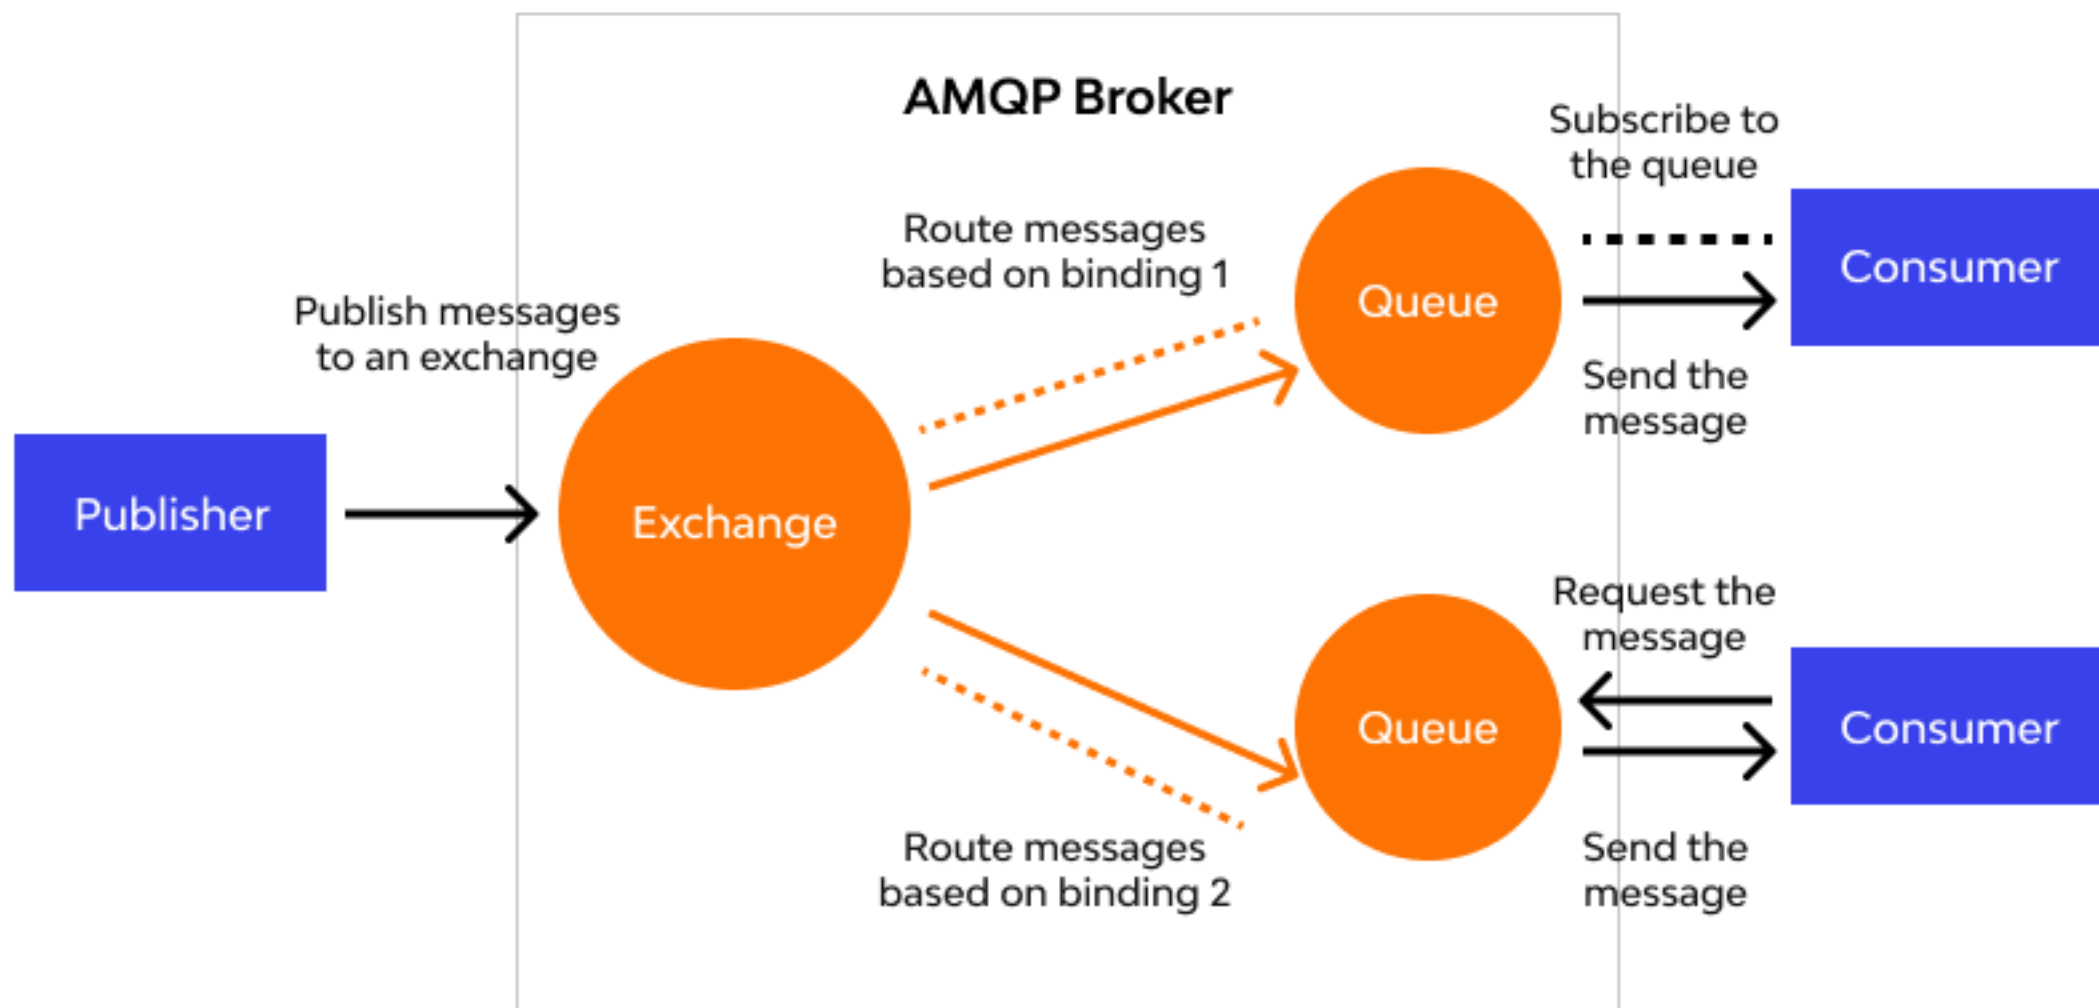 AMQP Broker
Subscribe to
the queue
Route messages
based on binding 1
Consumer
Queue
Publish messages
to an exchange
Send the
message
Publisher
Exchange
Request the
message
Queue
Consumer
Route messages
based on binding 2
Send the
message